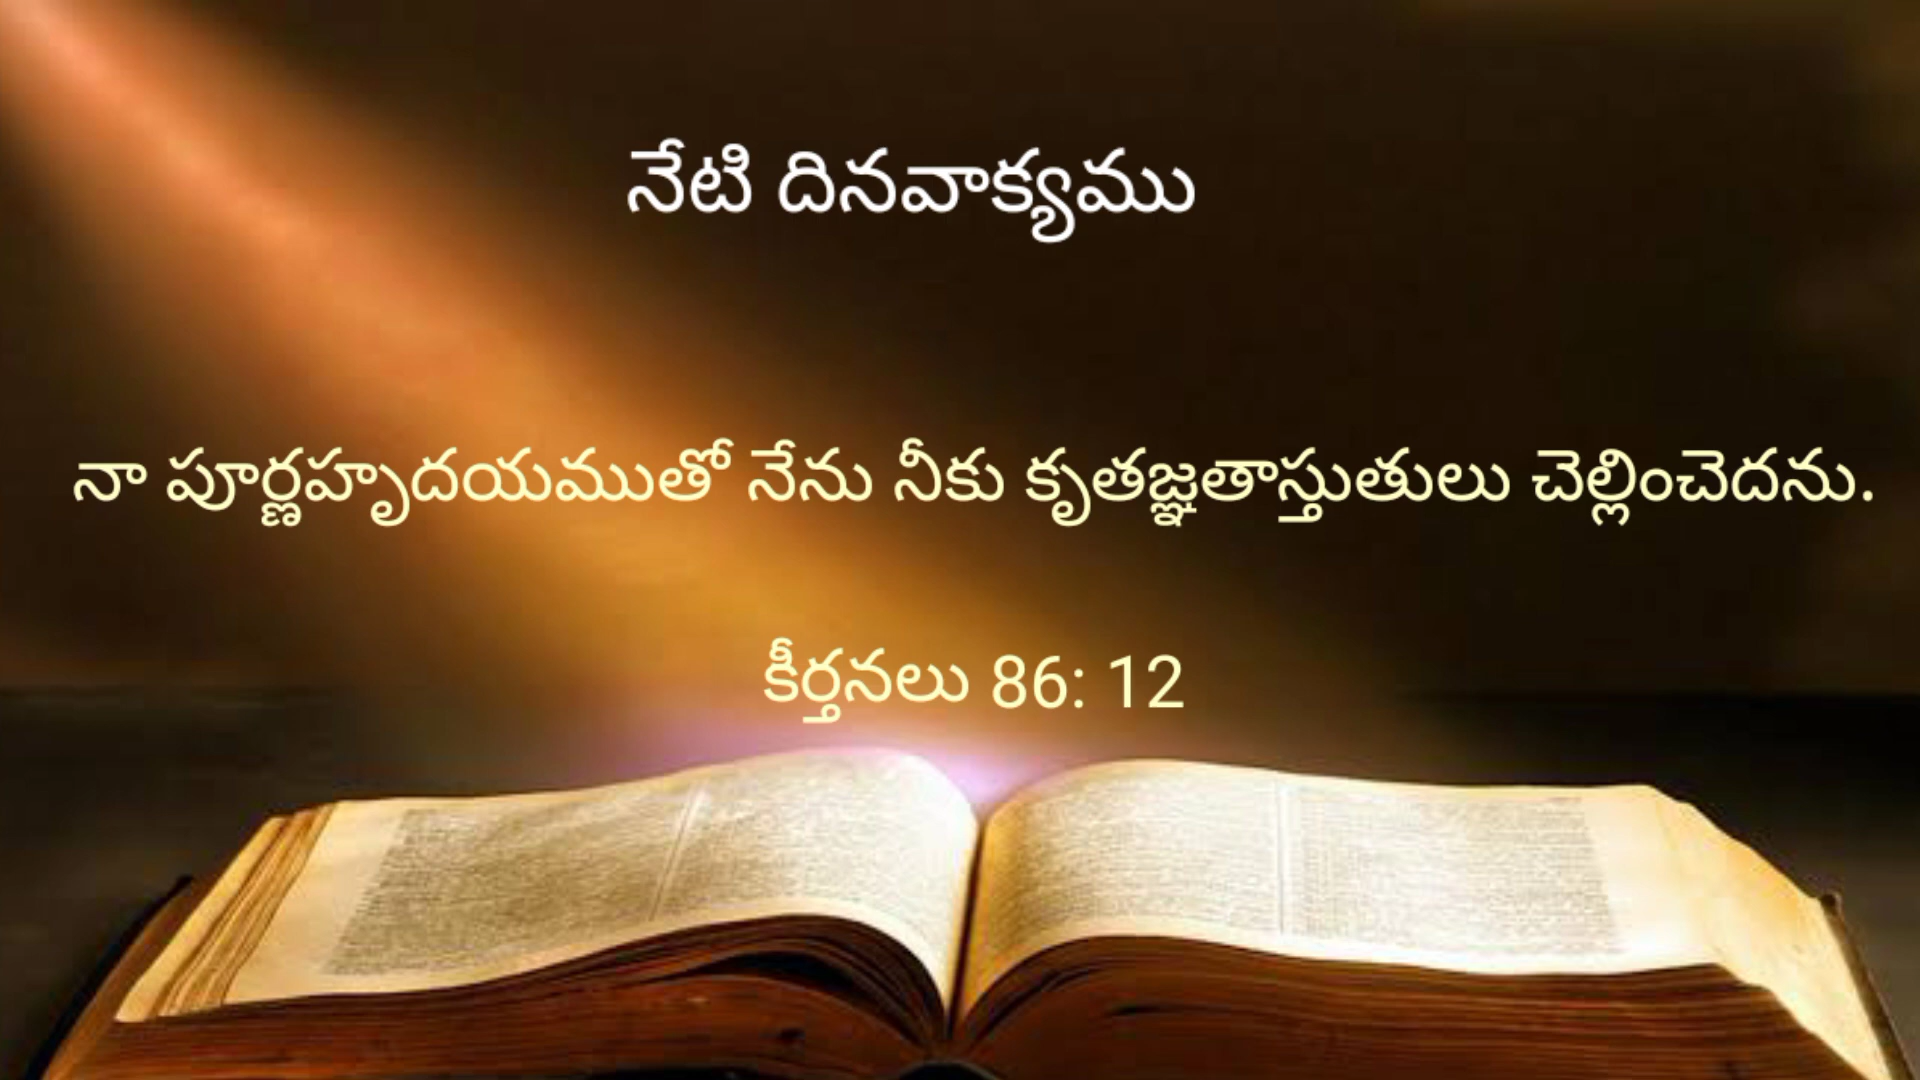 నేటి దినవాక్యము
నా పూర్ణహృదయముతో నేను నీకు కృతజ్ఞతాస్తుతులు చెల్లించెదను.
కీర్తనలు 86: 12